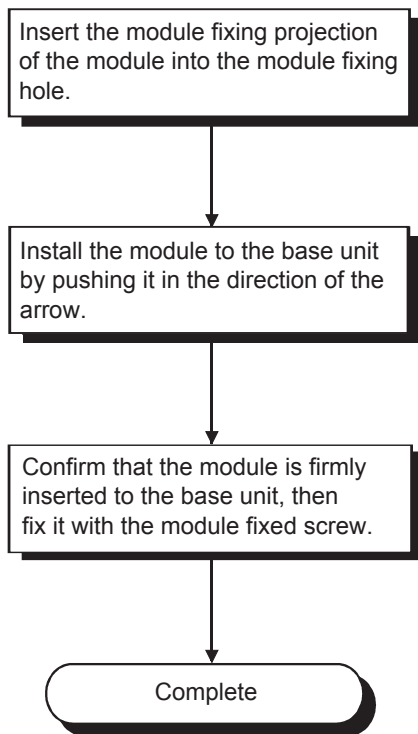 Insert the module fixing projection
of the module into the module fixing
hole.
Install the module to the base unit
by pushing it in the direction of the
arrow.
Confirm that the module is firmly
inserted to the base unit, then
fix it with the module fixed screw.
Complete